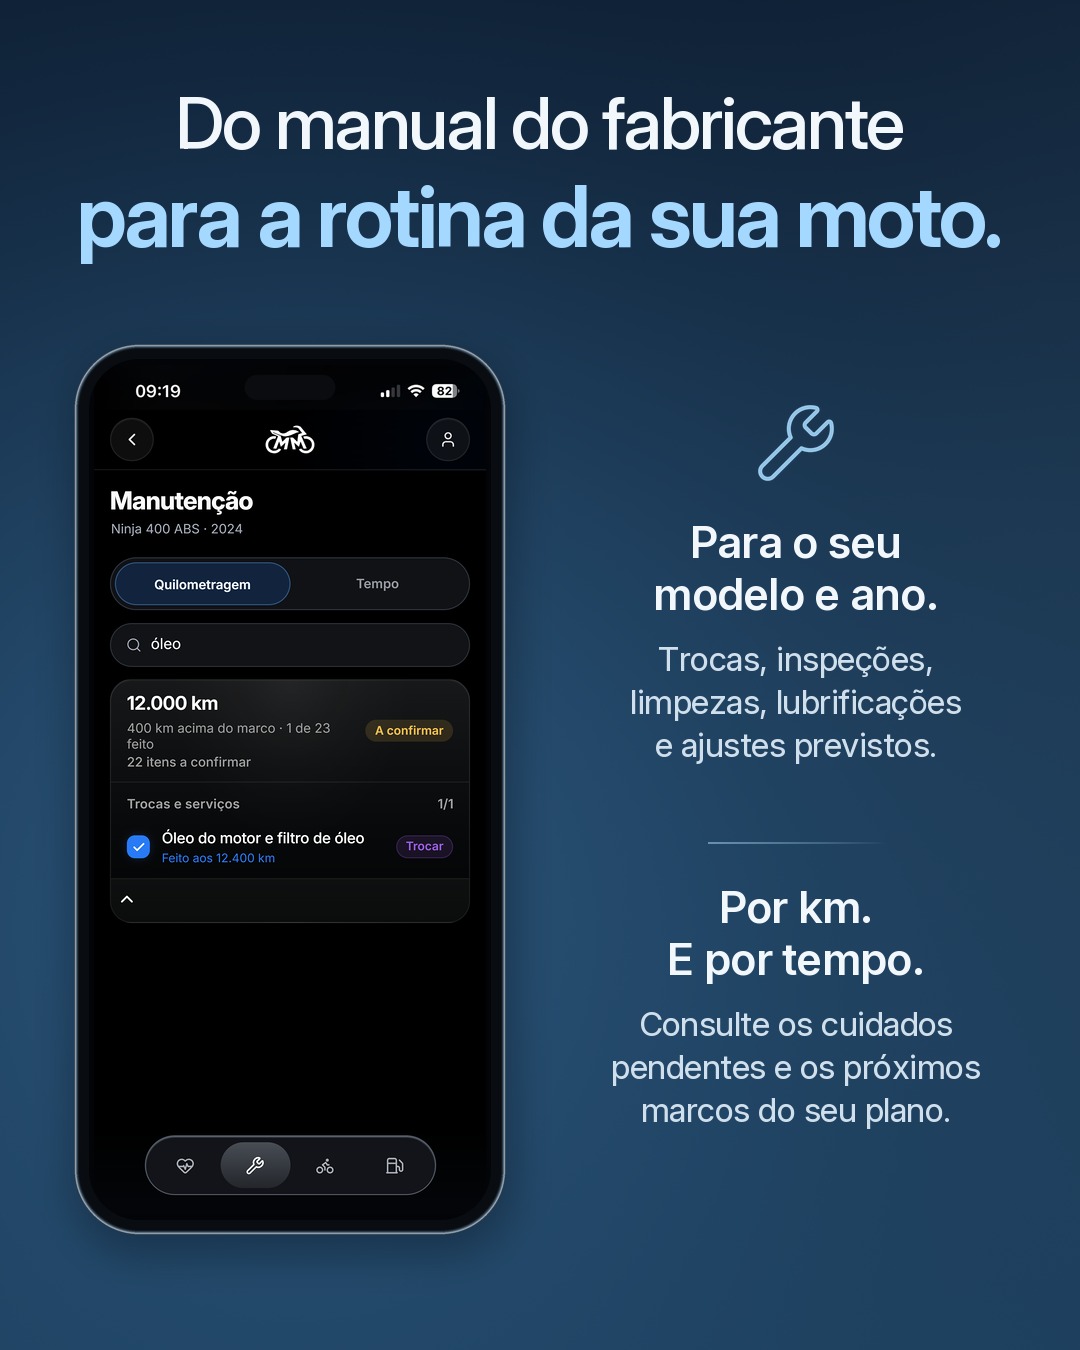 Do manual do fabricante
para a rotina da sua moto.
09:19
82
MM
Manutenção
Ninja 400 ABS · 2024
Quilometragem
Tempo
óleo
12.000 km
400 km acima do marco · 1 de 23
feito
22 itens a confirmar
A confirmar
Trocas e serviços
1/1
Óleo do motor e filtro de óleo
Feito aos 12.400 km
Trocar
Para o seu
modelo e ano.
Trocas, inspeções,
limpezas, lubrificações
e ajustes previstos.
Por km.
E por tempo.
Consulte os cuidados
pendentes e os próximos
marcos do seu plano.